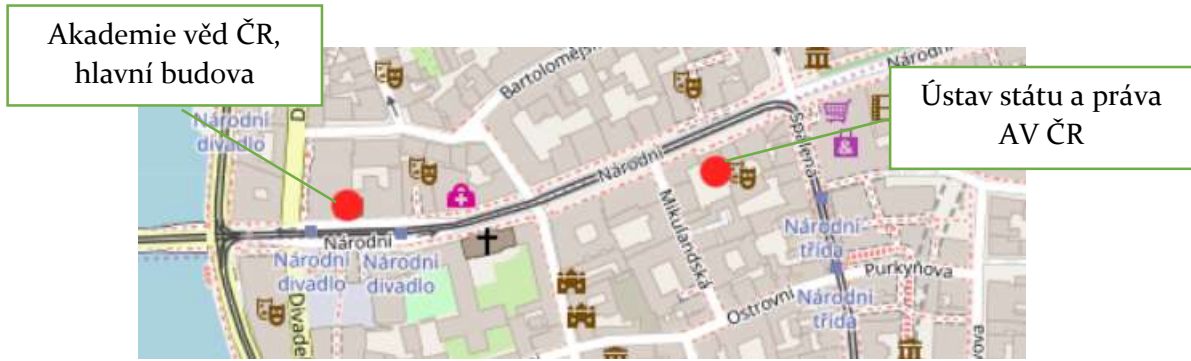 Akademie věd ČR,
hlavní budova
Ústav státu a práva
AV ČR
Národní
Národní
divadlo
Spálená
Národní
Mikulandská
Národní
Národní
divadlo
Národní
divadlo
Národní
třída
Purkyňova
Ostrovní
Národní
třída